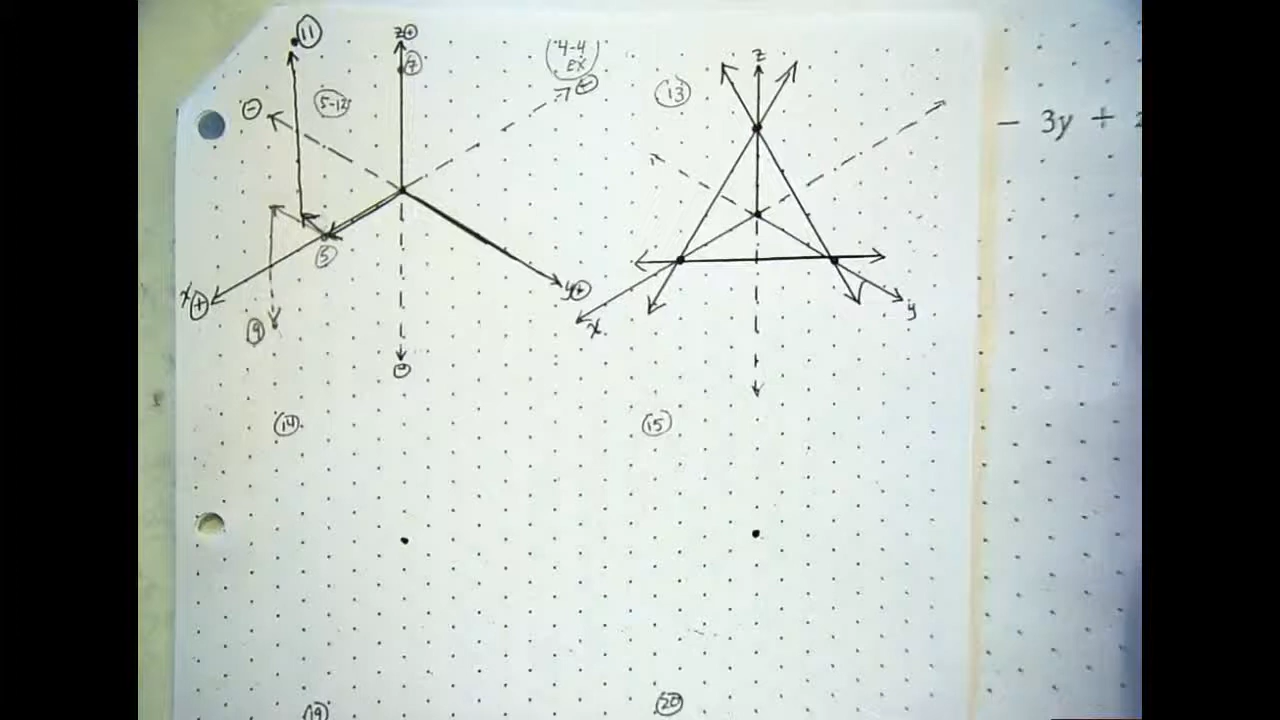 11
z+
7
4-4
EX
-
-
5-12
13
z
- 3y +
5
x+
y+
9
-
x
y
14
15
19
20